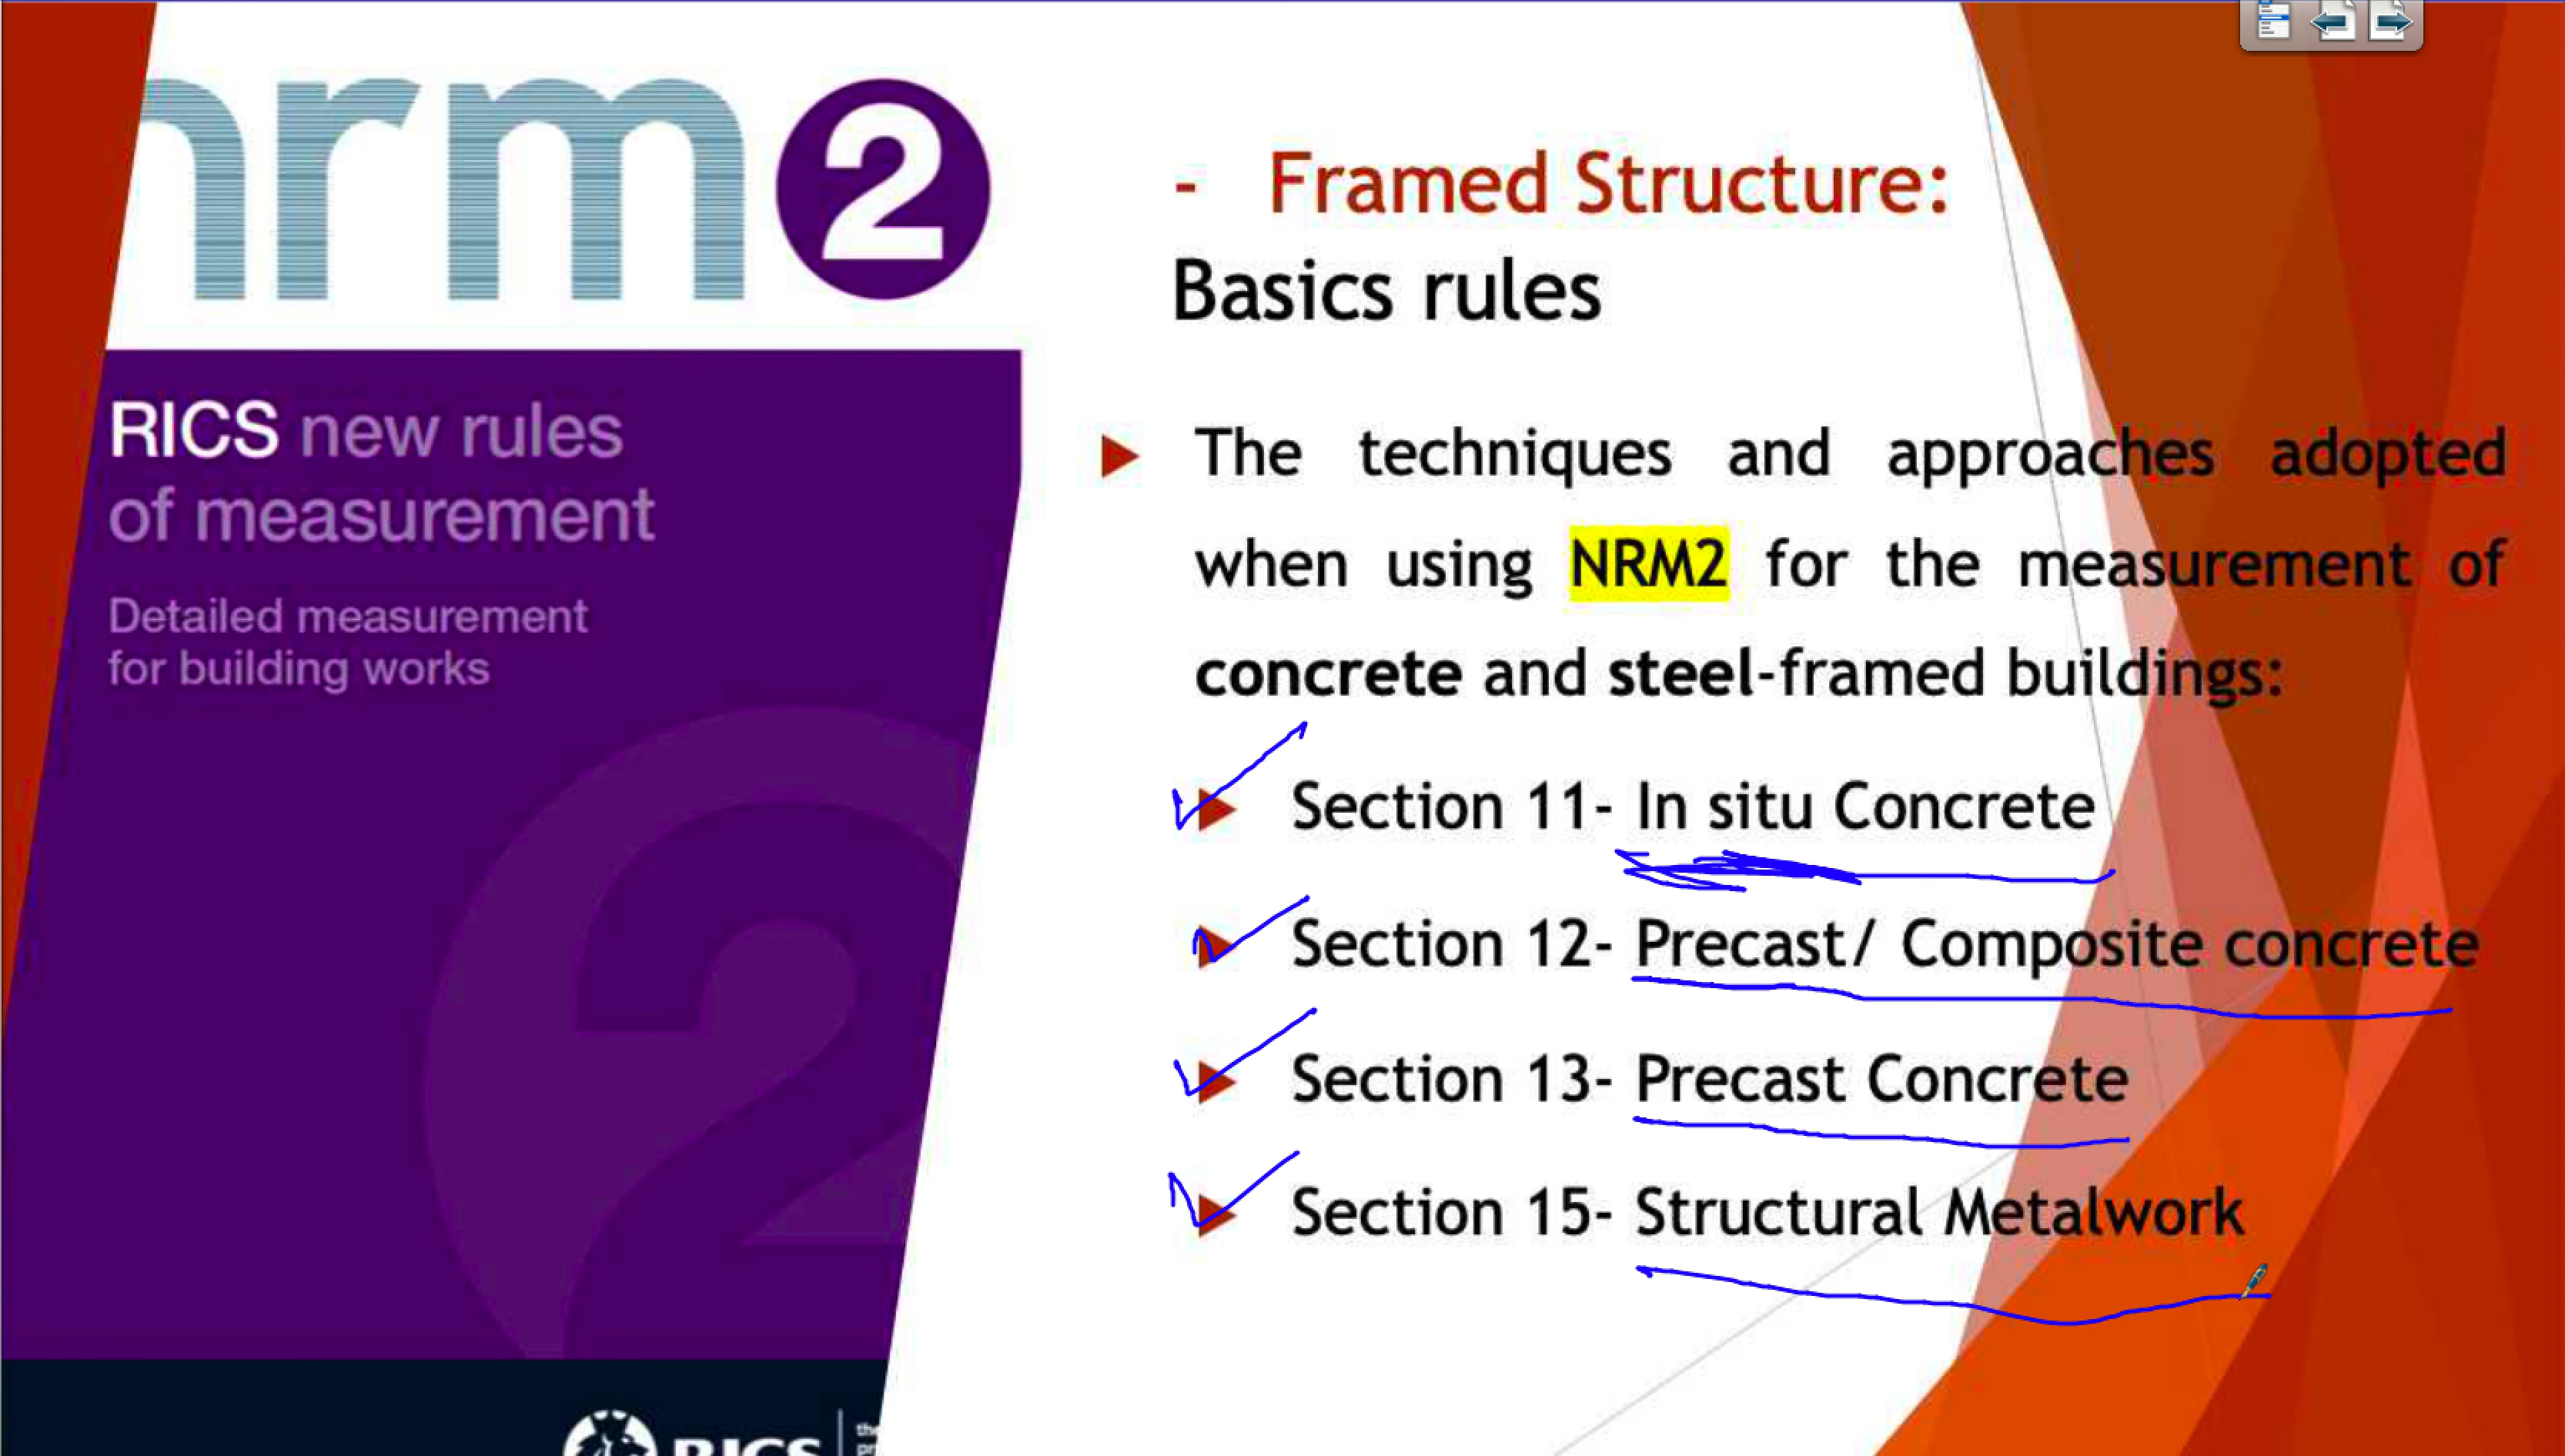 nrm2
RICS new rules
of measurement
Detailed measurement
for building works
RICS
the
- Framed Structure:
Basics rules
The techniques and approaches adopted
when using NRM2 for the measurement of
concrete and steel-framed buildings:
Section 11- In situ Concrete
Section 12- Precast/ Composite concrete
Section 13- Precast Concrete
Section 15- Structural Metalwork